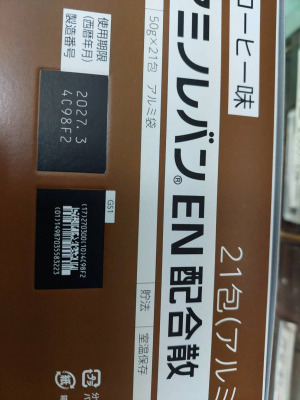 コーヒー味
アミノレバン® EN 配合散
50g×21包 アルミ袋
貯法 室温保存
21包(アルミ
使用期限
(西暦年月)
製造番号
2027. 3
4C98F2
GS1